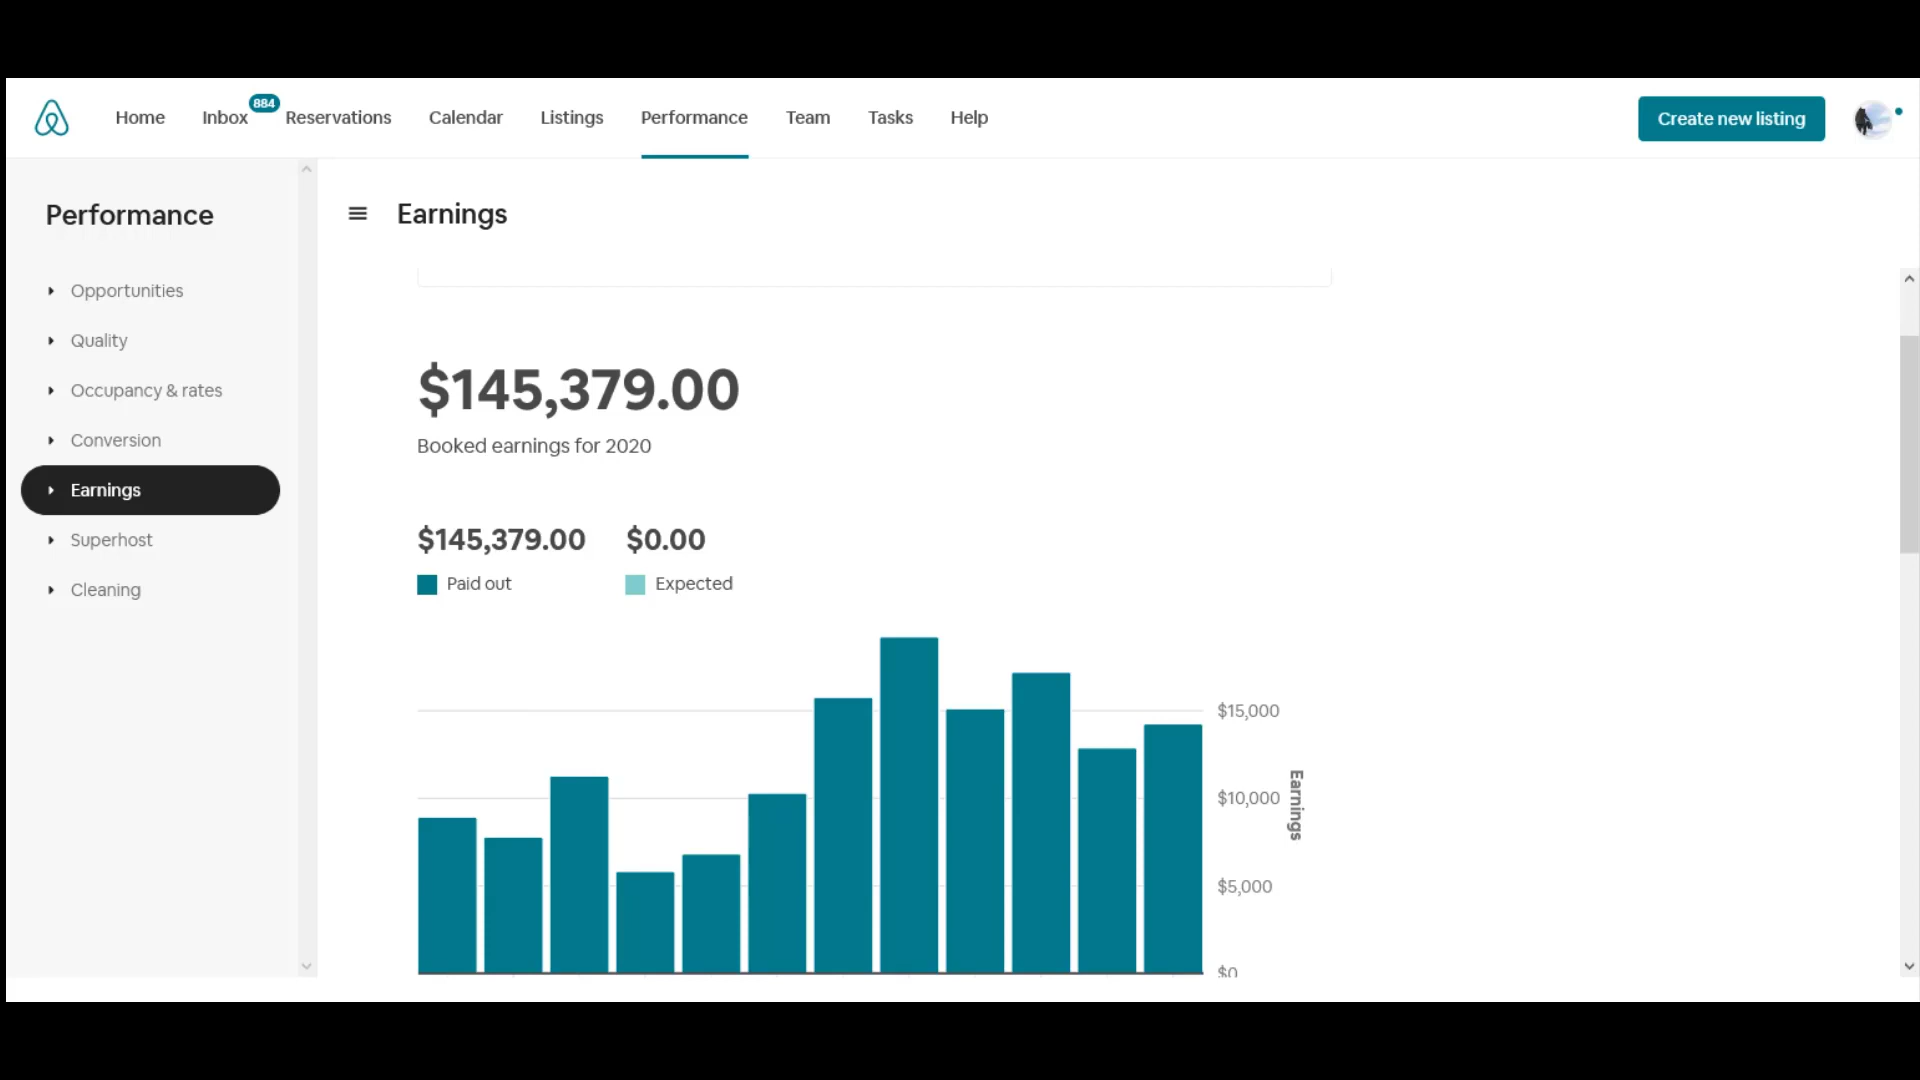 Home
Inbox
884
Reservations
Calendar
Listings
Performance
Team
Tasks
Help
Create new listing
Performance
Opportunities
Quality
Occupancy & rates
Conversion
Earnings
Superhost
Cleaning
Earnings
$145,379.00
Booked earnings for 2020
$145,379.00
Paid out
$0.00
Expected
$15,000
$10,000
$5,000
$0
Earnings